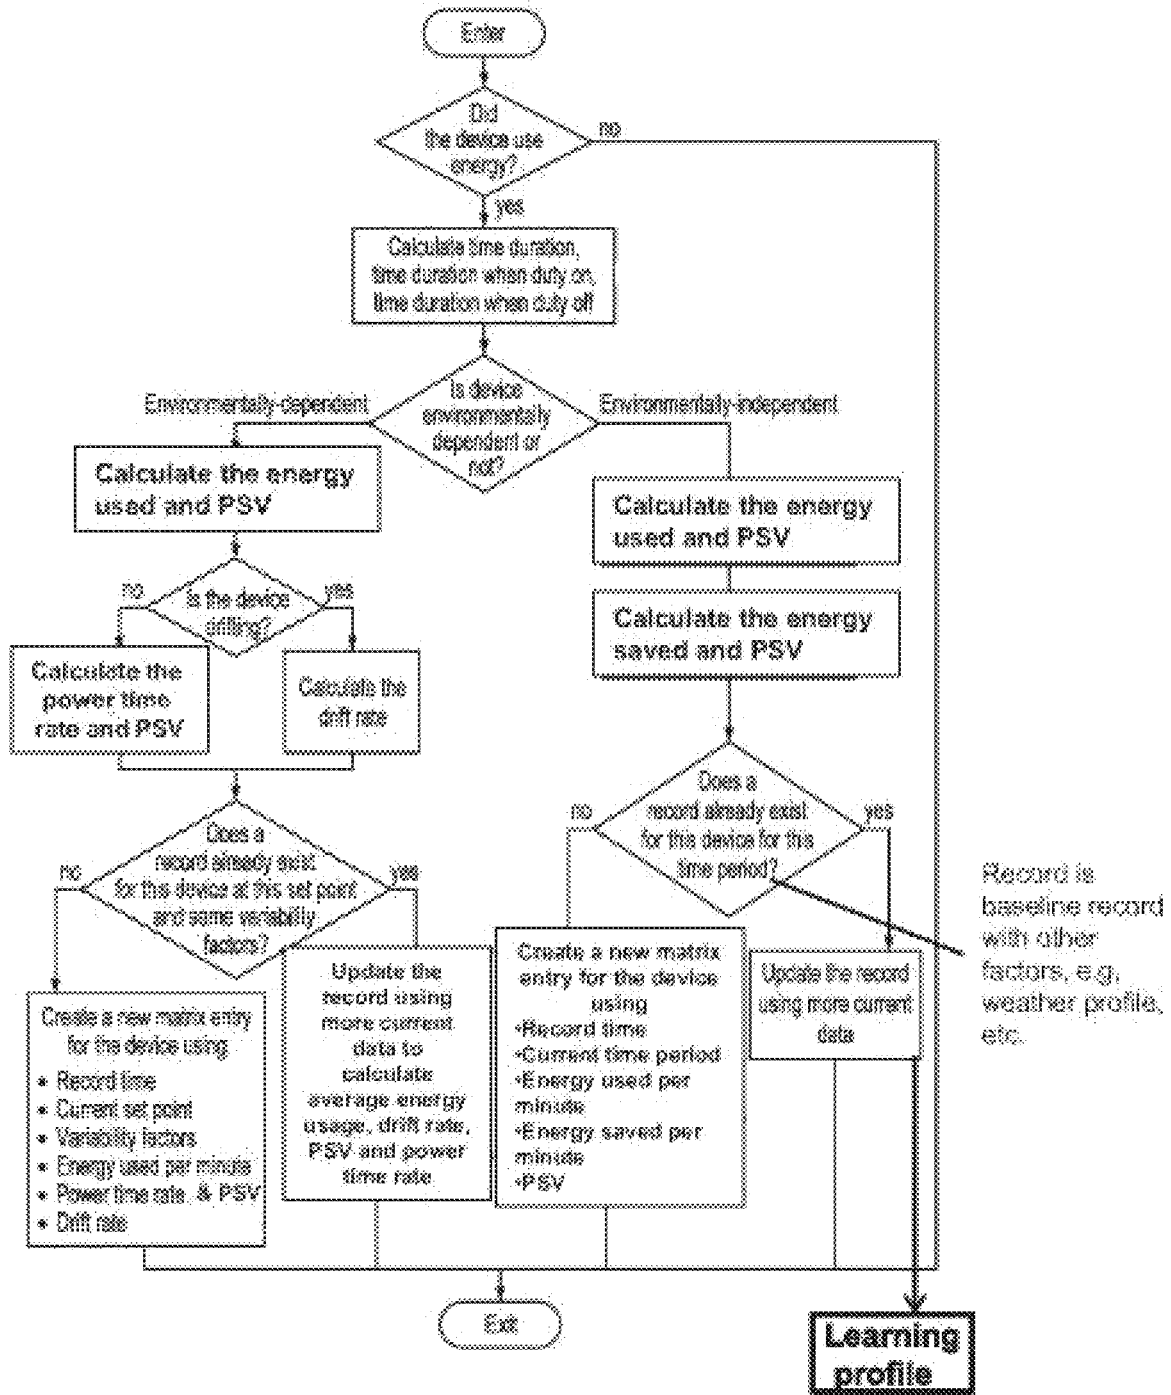 Enter
Did
the device use
energy?
no
yes
Calculate time duration,
time duration when duty on,
time duration when duty off
Is device
environmentally
dependent or
not?
Environmentally-dependent
Environmentally-independent
Calculate the energy
used and PSV
Is the device
drifting?
no
yes
Calculate the
power time
rate and PSV
Calculate the
drift rate
Does a
record already exist
for this device at this set point
and some variability
factors?
no
yes
Create a new matrix entry
for the device using
• Record time
• Current set point
• Variability factors
• Energy used per minute
• Power time rate & PSV
• Drift rate
Update the
record using
more current
data to
calculate
average energy
usage, drift rate,
PSV and power
time rate
Calculate the energy
used and PSV
Calculate the energy
saved and PSV
Does a
record already exist
for this device for this
time period?
no
yes
Create a new matrix
entry for the device
using
•Record time
•Current time period
•Energy used per
minute
•Energy saved per
minute
•PSV
Update the record
using more current
data
Record is
baseline record
with other
factors, e.g,
weather profile,
etc.
Exit
Learning
profile